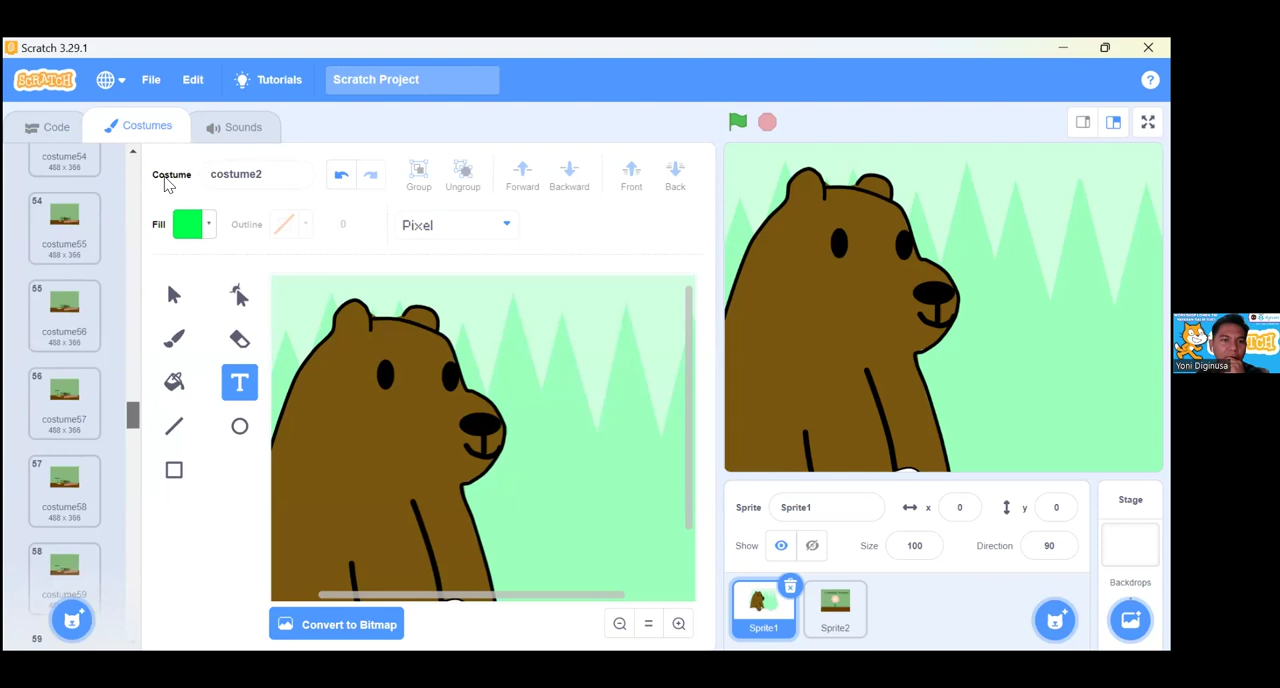 Scratch 3.29.1
SCRATCH File Edit Tutorials Scratch Project ?
Code Costumes Sounds
costume54
488 x 366
54
costume55
488 x 366
55
costume56
488 x 366
56
costume57
488 x 366
57
costume58
488 x 366
58
costume59
59
Costume costume2
Group Ungroup Forward Backward Front Back
Fill Outline 0 Pixel
T
Convert to Bitmap
Sprite Sprite1 x 0 y 0
Show Size 100 Direction 90
Sprite1 Sprite2
Stage
Backdrops
Yoni Diginusa